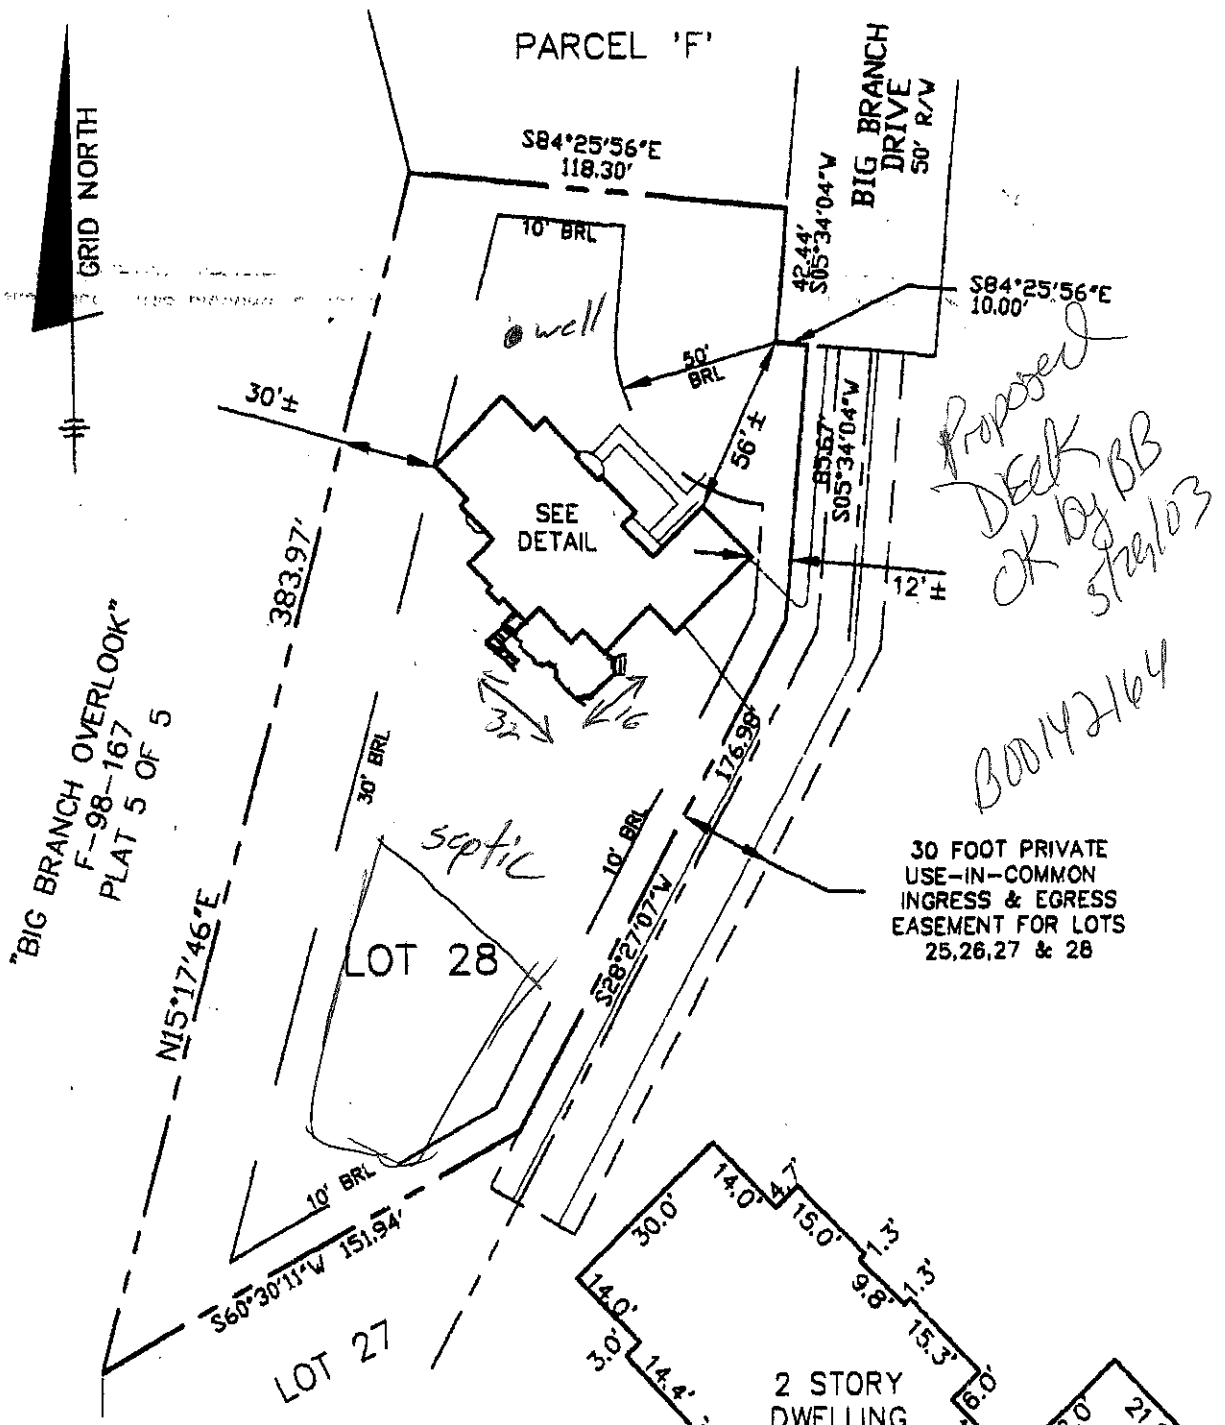 PARCEL 'F'
BIG BRANCH
DRIVE
50' R/W
GRID NORTH
S84°25'56"E
118.30'
10' BRL
42.44'
S05°34'04"W
S84°25'56"E
10.00'
well
50'
BRL
30'±
56'±
85.67'
S05°34'04"W
Proposed
Deck
OK by BB
SEE
DETAIL
12'±
383.97'
"BIG BRANCH OVERLOOK"
F-98-167
PLAT 5 OF 5
32
16
B00142164
30' BRL
176.98'
septic
10' BRL
30 FOOT PRIVATE
USE-IN-COMMON
INGRESS & EGRESS
EASEMENT FOR LOTS
25,26,27 & 28
LOT 28
S28°27'07"W
N15°17'46"E
10' BRL
S60°30'11"W 151.94'
LOT 27
14.0'
4.7'
15.0'
1.3'
9.8'
1.3'
15.3'
6.0'
30.0'
14.0'
3.0'
14.4'
2 STORY
DWELLING